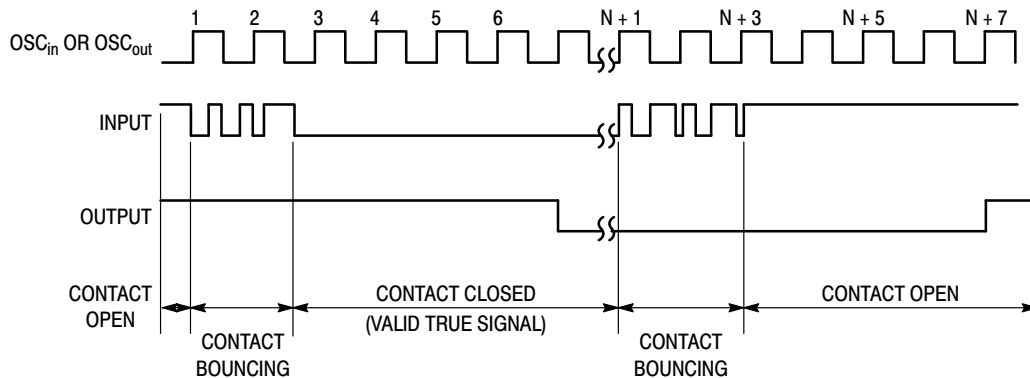 1 2 3 4 5 6 N + 1 N + 3 N + 5 N + 7
OSCin OR OSCout
INPUT
OUTPUT
CONTACT
OPEN
CONTACT
BOUNCING
CONTACT CLOSED
(VALID TRUE SIGNAL)
CONTACT
BOUNCING
CONTACT OPEN